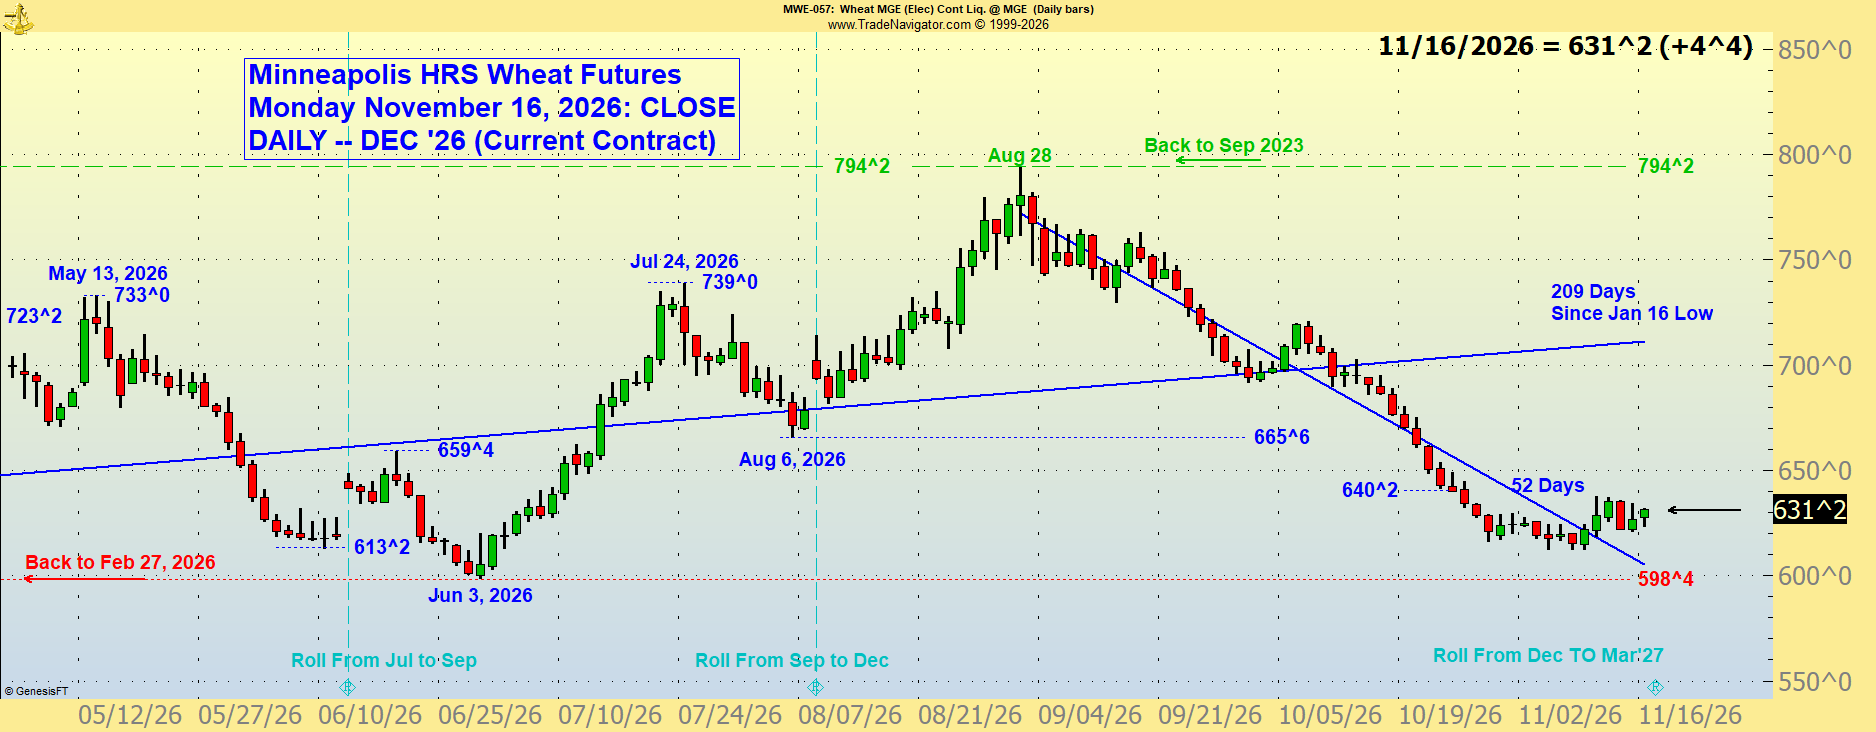 MWE-057:  Wheat MGE (Elec) Cont Liq. @ MGE  (Daily bars)
www.TradeNavigator.com © 1999-2026
11/16/2026 = 631^2 (+4^4)
Minneapolis HRS Wheat Futures
Monday November 16, 2026: CLOSE
DAILY -- DEC '26 (Current Contract)
850^0
800^0
750^0
700^0
650^0
631^2
600^0
550^0
Back to Sep 2023
Aug 28
794^2
794^2
May 13, 2026
733^0
723^2
Jul 24, 2026
739^0
209 Days
Since Jan 16 Low
659^4
665^6
Aug 6, 2026
640^2
52 Days
613^2
Back to Feb 27, 2026
598^4
Jun 3, 2026
Roll From Jul to Sep
Roll From Sep to Dec
Roll From Dec TO Mar'27
R
R
R
© GenesisFT
05/12/26
05/27/26
06/10/26
06/25/26
07/10/26
07/24/26
08/07/26
08/21/26
09/04/26
09/21/26
10/05/26
10/19/26
11/02/26
11/16/26